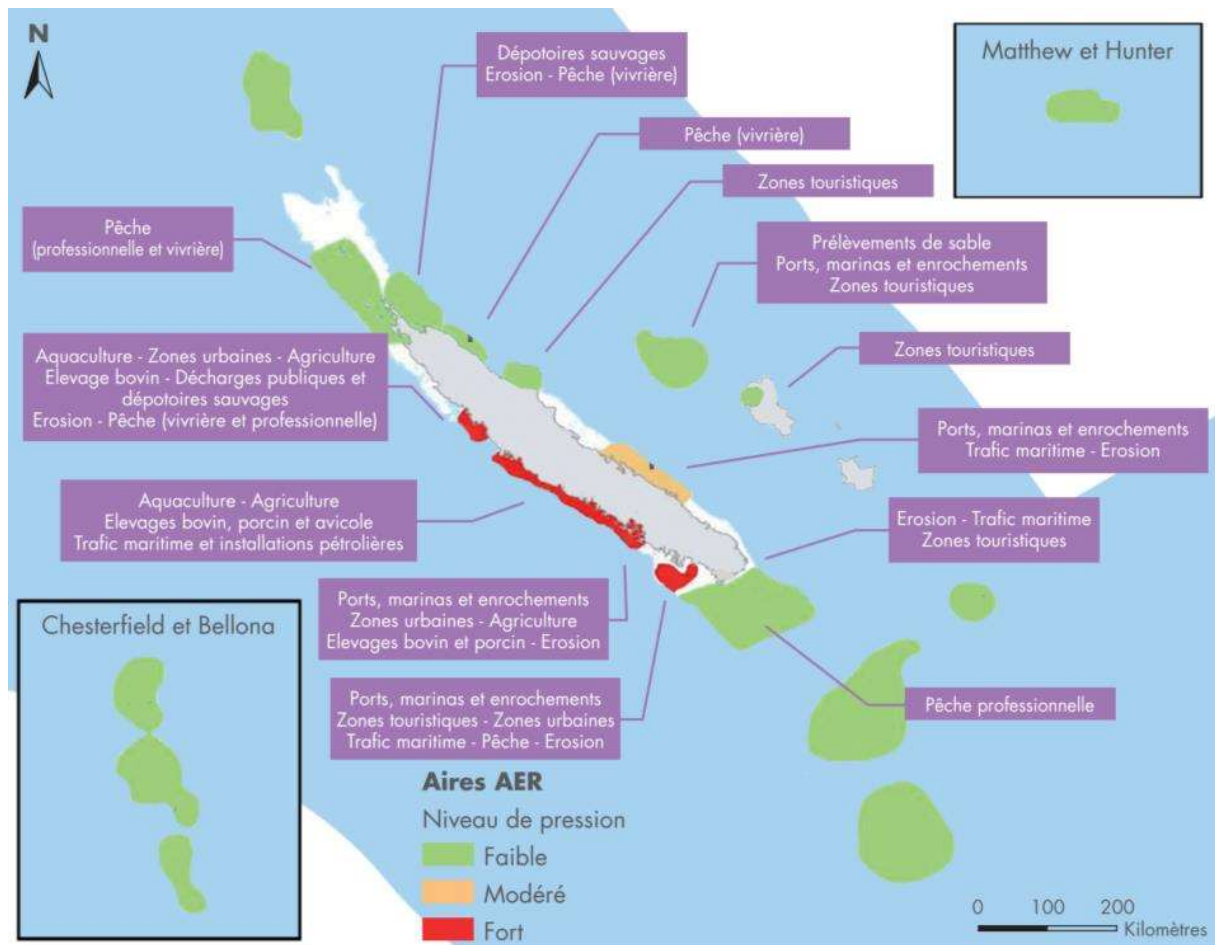 N
Dépotoires sauvages
Erosion - Pêche (vivrière)
Matthew et Hunter
Pêche (vivrière)
Zones touristiques
Pêche
(professionnelle et vivrière)
Prélèvements de sable
Ports, marinas et enrochements
Zones touristiques
Aquaculture - Zones urbaines - Agriculture
Elevage bovin - Décharges publiques et
dépotoires sauvages
Erosion - Pêche (vivrière et professionnelle)
Zones touristiques
Ports, marinas et enrochements
Trafic maritime - Erosion
Aquaculture - Agriculture
Elevages bovin, porcin et avicole
Trafic maritime et installations pétrolières
Erosion - Trafic maritime
Zones touristiques
Ports, marinas et enrochements
Zones urbaines - Agriculture
Elevages bovin et porcin - Erosion
Chesterfield et Bellona
Ports, marinas et enrochements
Zones touristiques - Zones urbaines
Trafic maritime - Pêche - Erosion
Pêche professionnelle
Aires AER
Niveau de pression
Faible
Modéré
Fort
0 100 200
Kilomètres